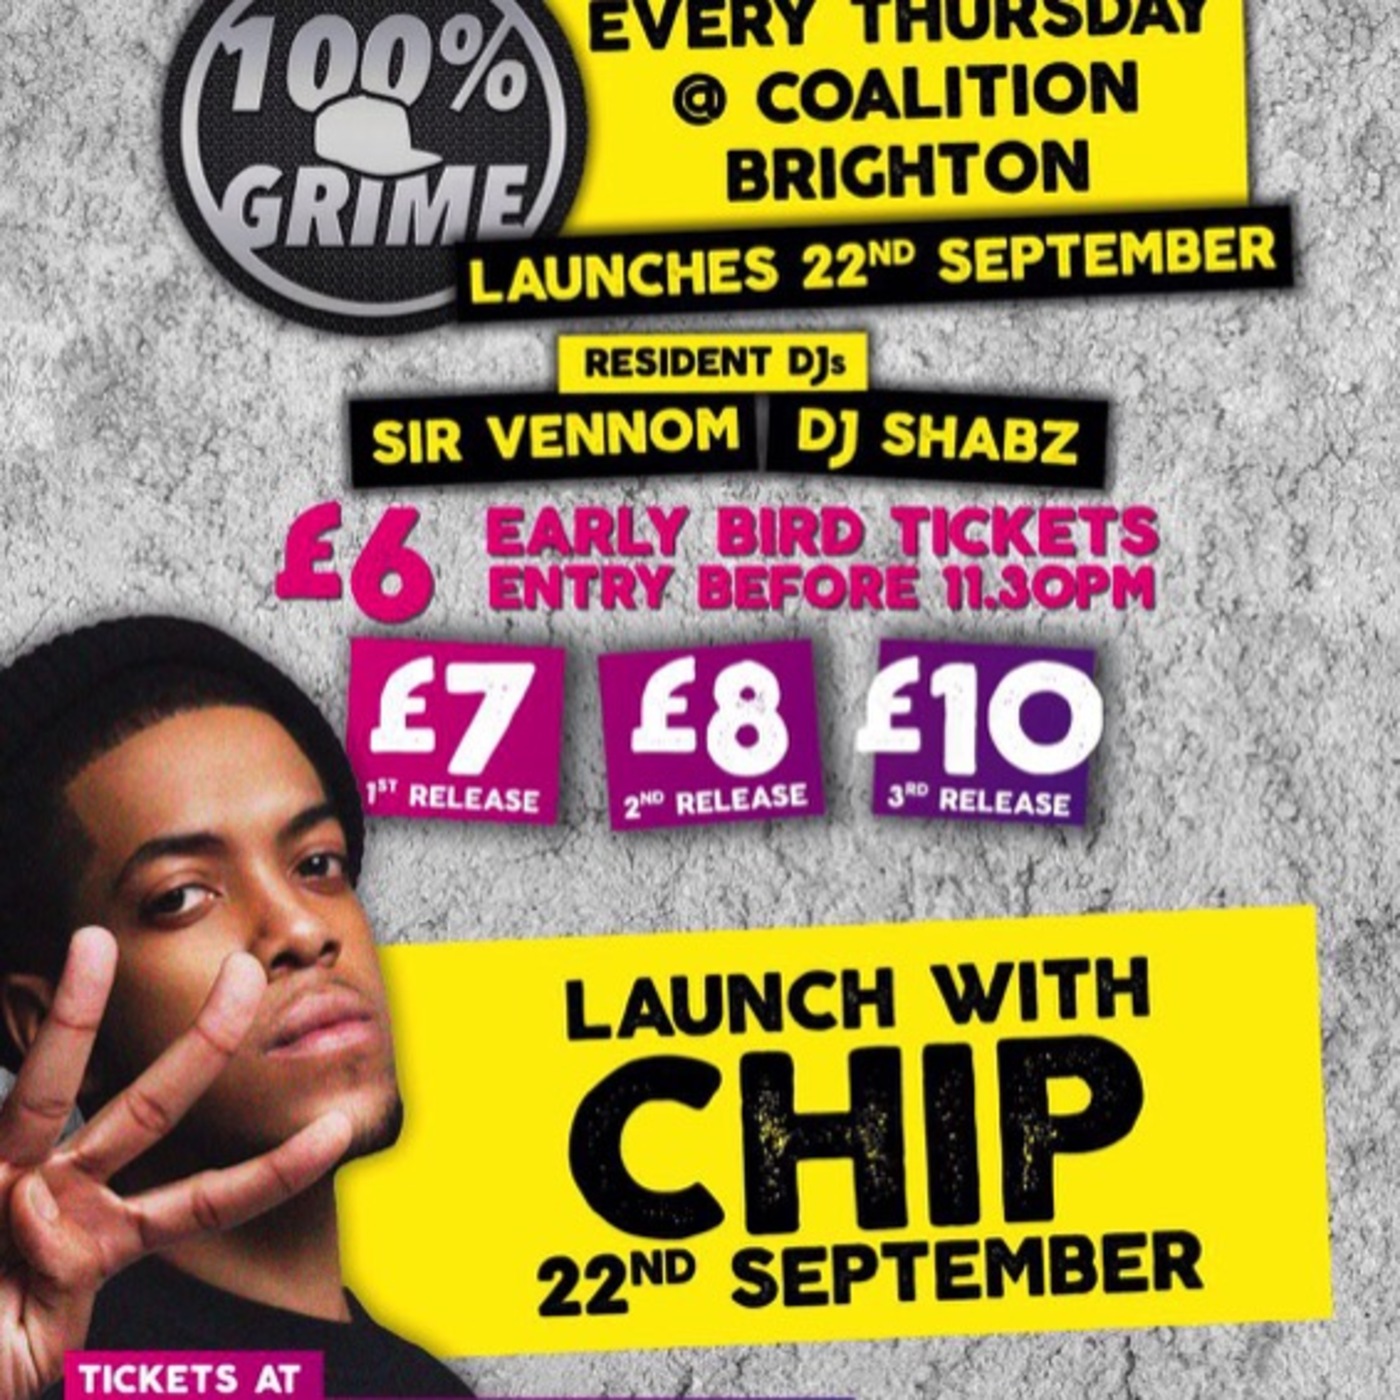 100%
GRIME
EVERY THURSDAY
@ COALITION
BRIGHTON
LAUNCHES 22ND SEPTEMBER
RESIDENT DJs
SIR VENNOM DJ SHABZ
£6 EARLY BIRD TICKETS
ENTRY BEFORE 11.30PM
£7 £8 £10
1ST RELEASE 2ND RELEASE 3RD RELEASE
LAUNCH WITH
CHIP
22ND SEPTEMBER
TICKETS AT